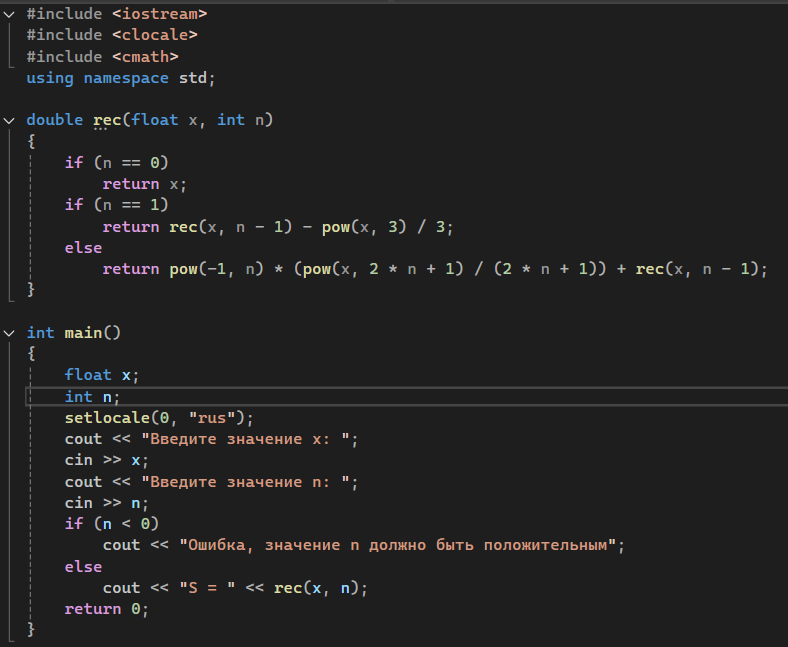 #include <iostream>
#include <clocale>
#include <cmath>
using namespace std;
double rec(float x, int n)
{
    if (n == 0)
        return x;
    if (n == 1)
        return rec(x, n - 1) - pow(x, 3) / 3;
    else
        return pow(-1, n) * (pow(x, 2 * n + 1) / (2 * n + 1)) + rec(x, n - 1);
}
int main()
{
    float x;
    int n;
    setlocale(0, "rus");
    cout << "Введите значение x: ";
    cin >> x;
    cout << "Введите значение n: ";
    cin >> n;
    if (n < 0)
        cout << "Ошибка, значение n должно быть положительным";
    else
        cout << "S = " << rec(x, n);
    return 0;
}